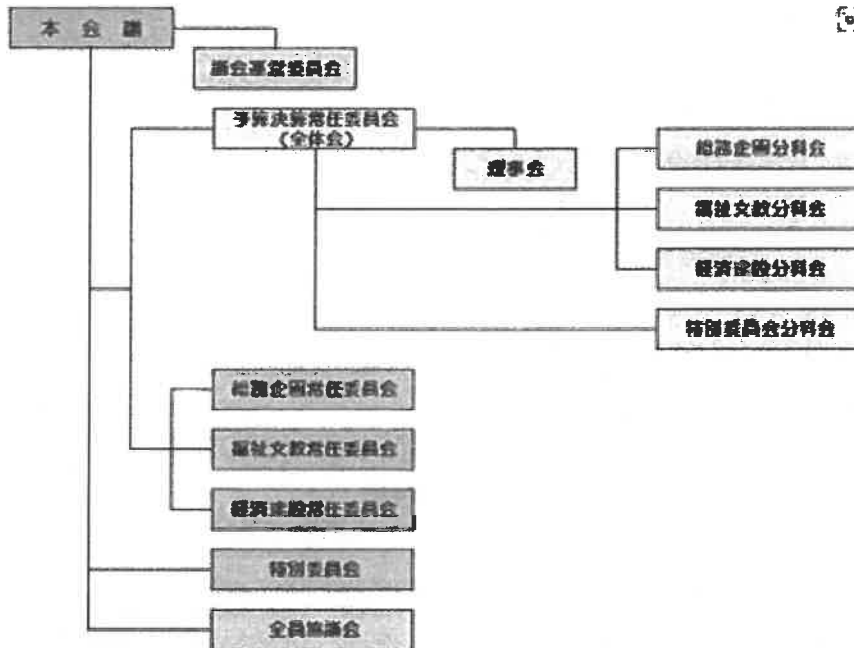 本会議
議会運営委員会
予算決算常任委員会
(全体会)
理事会
総務企画分科会
福祉文教分科会
経済建設分科会
特別委員会分科会
総務企画常任委員会
福祉文教常任委員会
経済建設常任委員会
特別委員会
全員協議会